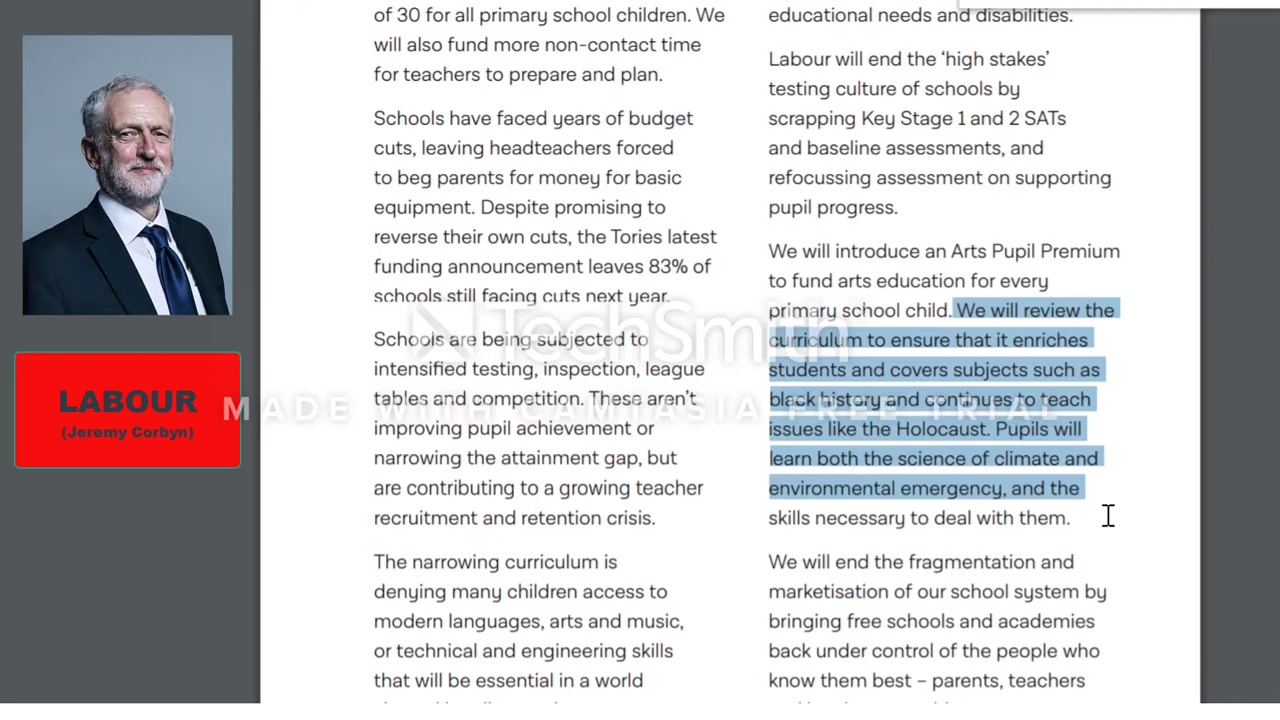 LABOUR
(Jeremy Corbyn)
of 30 for all primary school children. We
will also fund more non-contact time
for teachers to prepare and plan.
Schools have faced years of budget
cuts, leaving headteachers forced
to beg parents for money for basic
equipment. Despite promising to
reverse their own cuts, the Tories latest
funding announcement leaves 83% of
schools still facing cuts next year.
Schools are being subjected to
intensified testing, inspection, league
tables and competition. These aren't
improving pupil achievement or
narrowing the attainment gap, but
are contributing to a growing teacher
recruitment and retention crisis.
The narrowing curriculum is
denying many children access to
modern languages, arts and music,
or technical and engineering skills
that will be essential in a world
educational needs and disabilities.
Labour will end the ‘high stakes’
testing culture of schools by
scrapping Key Stage 1 and 2 SATs
and baseline assessments, and
refocussing assessment on supporting
pupil progress.
We will introduce an Arts Pupil Premium
to fund arts education for every
primary school child. We will review the
curriculum to ensure that it enriches
students and covers subjects such as
black history and continues to teach
issues like the Holocaust. Pupils will
learn both the science of climate and
environmental emergency, and the
skills necessary to deal with them.
We will end the fragmentation and
marketisation of our school system by
bringing free schools and academies
back under control of the people who
know them best – parents, teachers
TechSmith
MADE WITH CAMTASIA FREE TRIAL